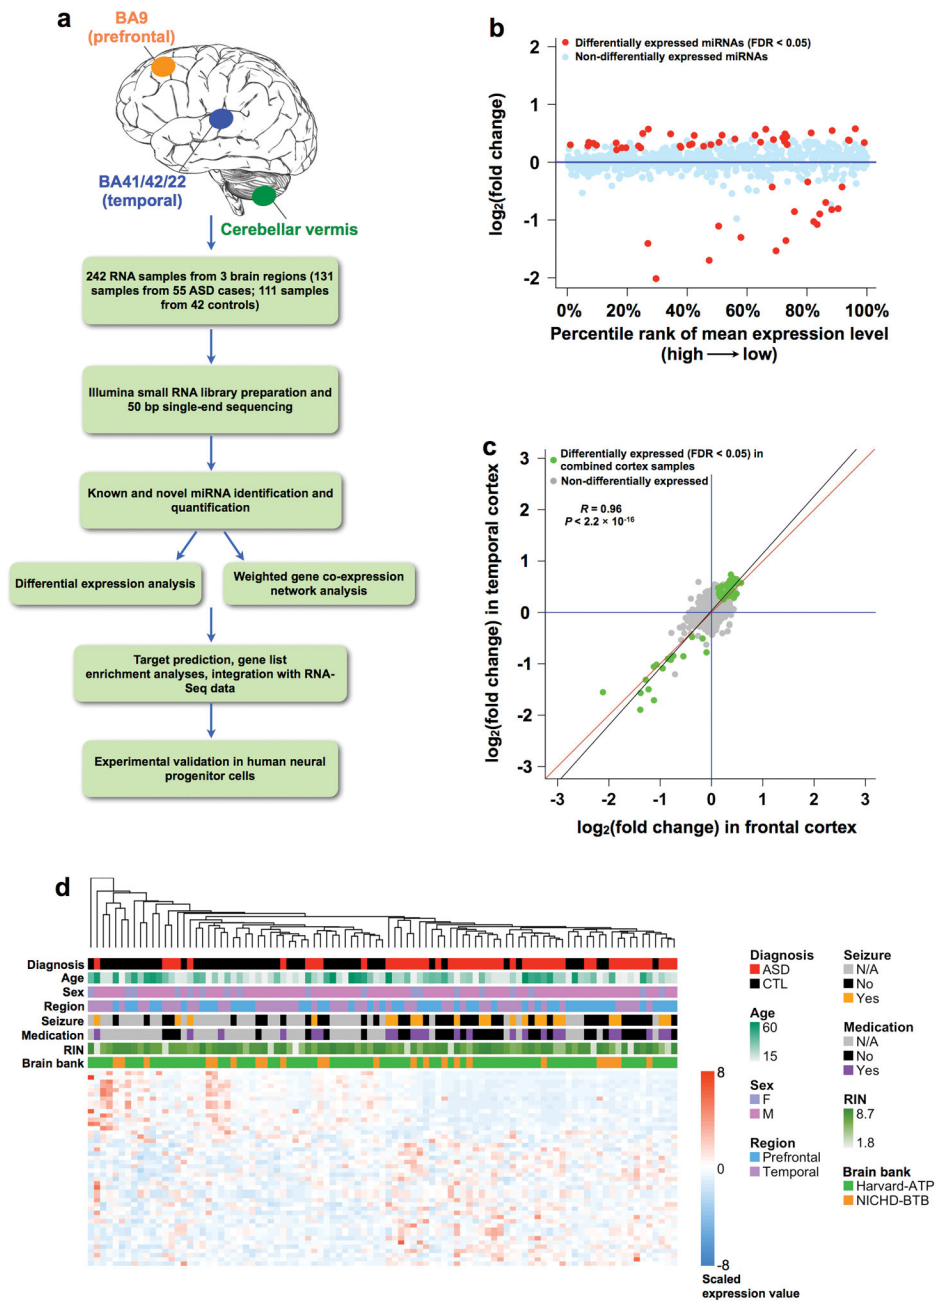 a
BA9
(prefrontal)
BA41/42/22
(temporal)
Cerebellar vermis
242 RNA samples from 3 brain regions (131
samples from 55 ASD cases; 111 samples
from 42 controls)
Illumina small RNA library preparation and
50 bp single-end sequencing
Known and novel miRNA identification and
quantification
Differential expression analysis
Weighted gene co-expression
network analysis
Target prediction, gene list
enrichment analyses, integration with RNA-
Seq data
Experimental validation in human neural
progenitor cells
b
Differentially expressed miRNAs (FDR < 0.05)
Non-differentially expressed miRNAs
log2(fold change)
2
1
0
-1
-2
0% 20% 40% 60% 80% 100%
Percentile rank of mean expression level
(high → low)
c
Differentially expressed (FDR < 0.05) in
combined cortex samples
Non-differentially expressed
R = 0.96
P < 2.2 × 10-16
log2(fold change) in temporal cortex
3
2
1
0
-1
-2
-3
-3 -2 -1 0 1 2 3
log2(fold change) in frontal cortex
d
Diagnosis
Age
Sex
Region
Seizure
Medication
RIN
Brain bank
8
0
-8
Scaled
expression value
Diagnosis
ASD
CTL
Age
60
15
Sex
F
M
Region
Prefrontal
Temporal
Seizure
N/A
No
Yes
Medication
N/A
No
Yes
RIN
8.7
1.8
Brain bank
Harvard-ATP
NICHD-BTB